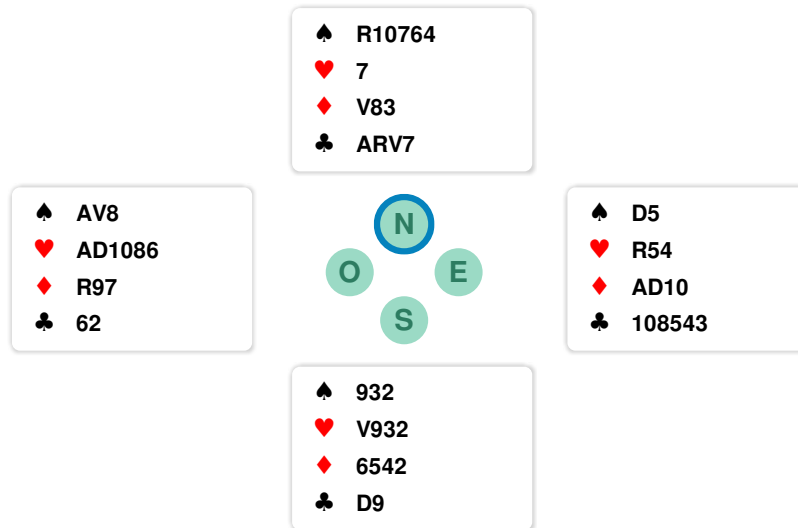 ♠ R10764
♥ 7
♦ V83
♣ ARV7
♠ AV8
♥ AD1086
♦ R97
♣ 62
N
O E
S
♠ D5
♥ R54
♦ AD10
♣ 108543
♠ 932
♥ V932
♦ 6542
♣ D9